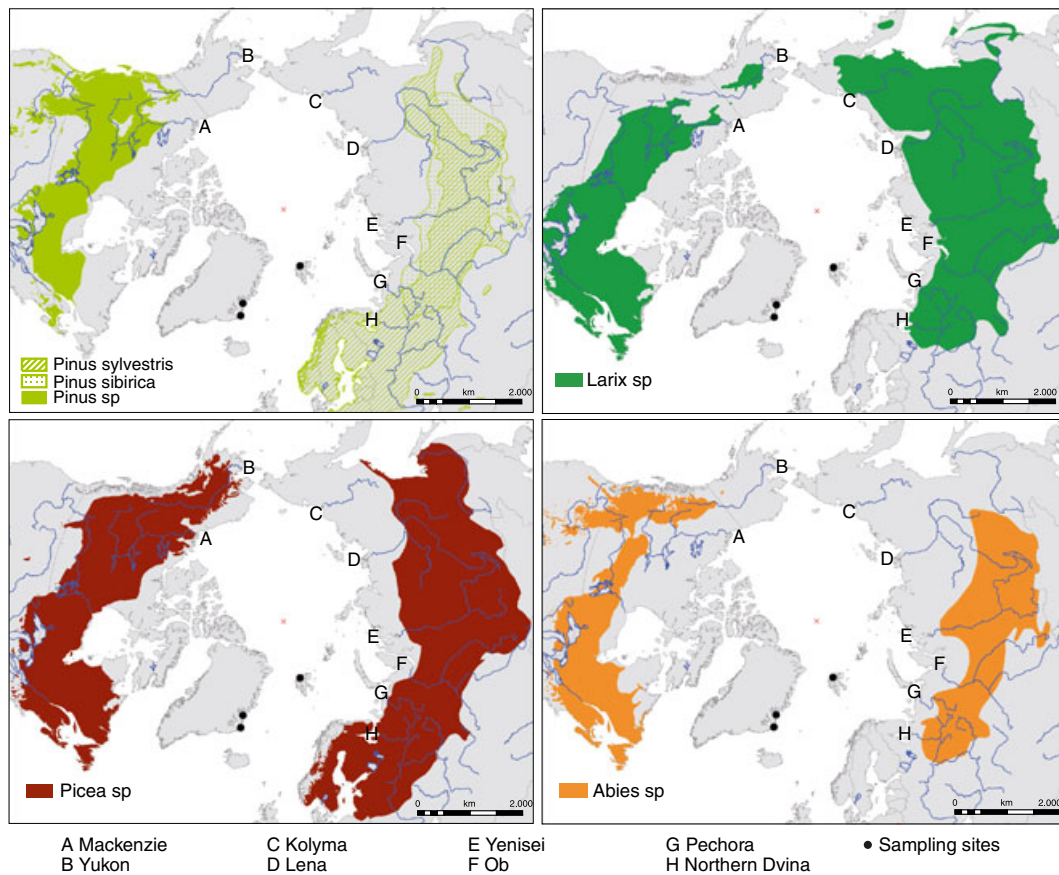 B
C
A
D
E
F
G
H
Pinus sylvestris
Pinus sibirica
Pinus sp
0 km 2.000
B
C
A
D
E
F
G
H
Larix sp
0 km 2.000
B
C
A
D
E
F
G
H
Picea sp
0 km 2.000
B
C
A
D
E
F
G
H
Abies sp
0 km 2.000
A Mackenzie C Kolyma E Yenisei G Pechora • Sampling sites
B Yukon D Lena F Ob H Northern Dvina